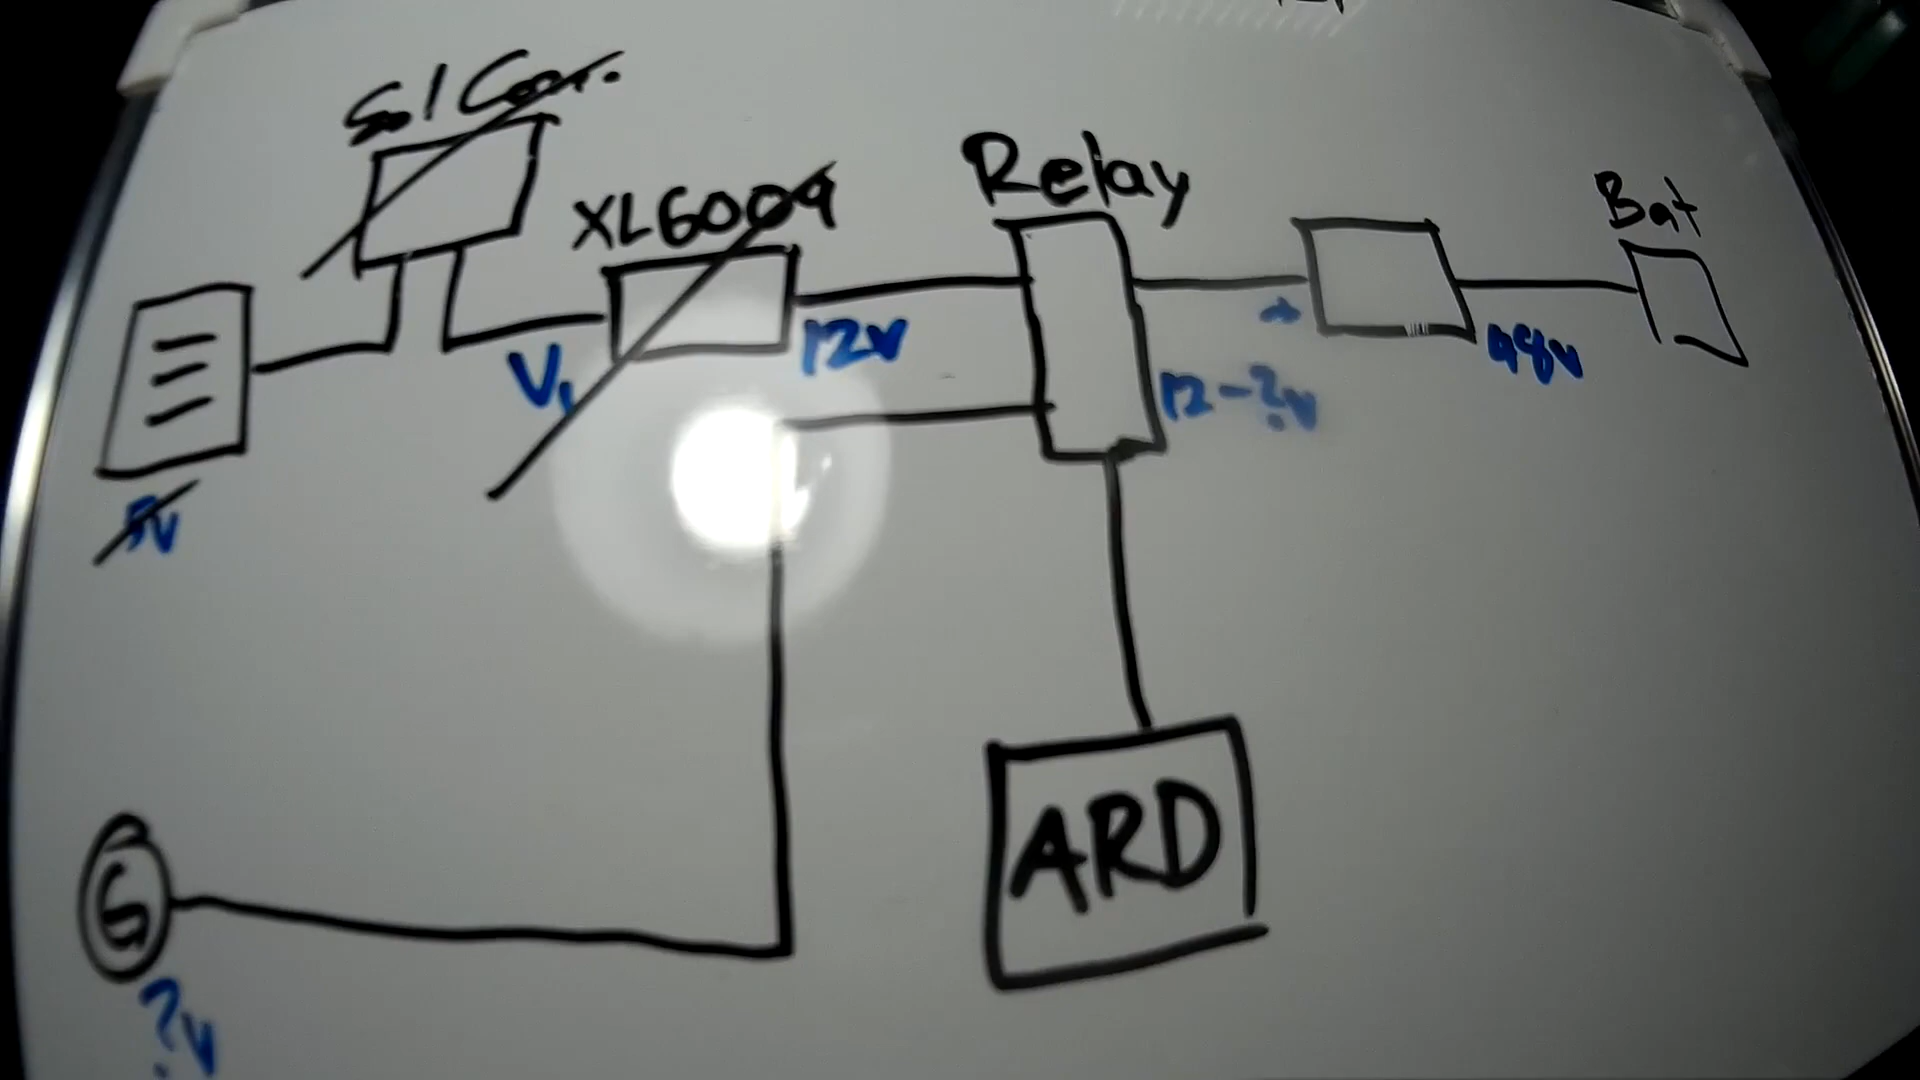 Sol Con.
XL6009
Relay
Bat
V1
12V
12-?V
48V
5V
G
?V
ARD